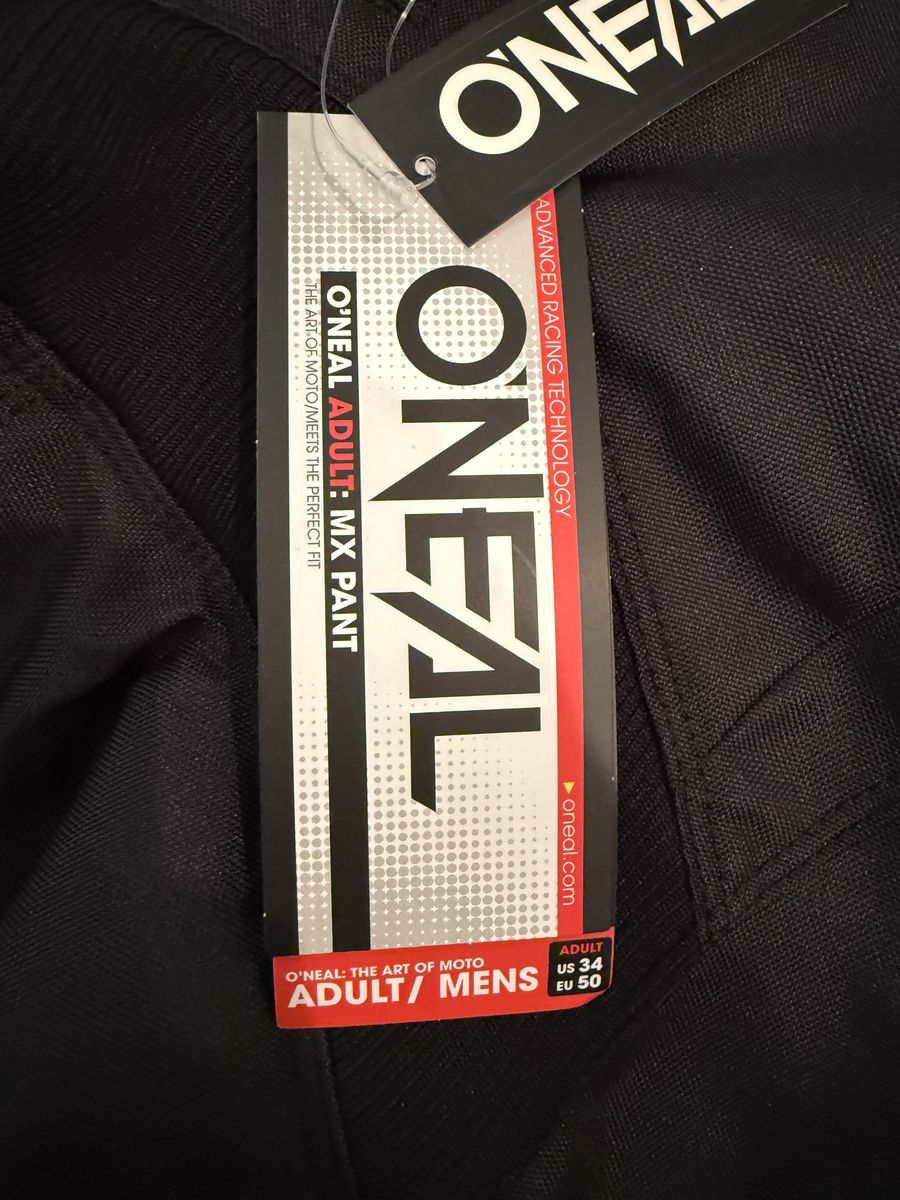 O'NEAL
ADVANCED RACING TECHNOLOGY
oneal.com
O'NEAL
O'NEAL ADULT: MX PANT
THE ART OF MOTO/MEETS THE PERFECT FIT
O'NEAL: THE ART OF MOTO
ADULT/ MENS
ADULT
US 34
EU 50